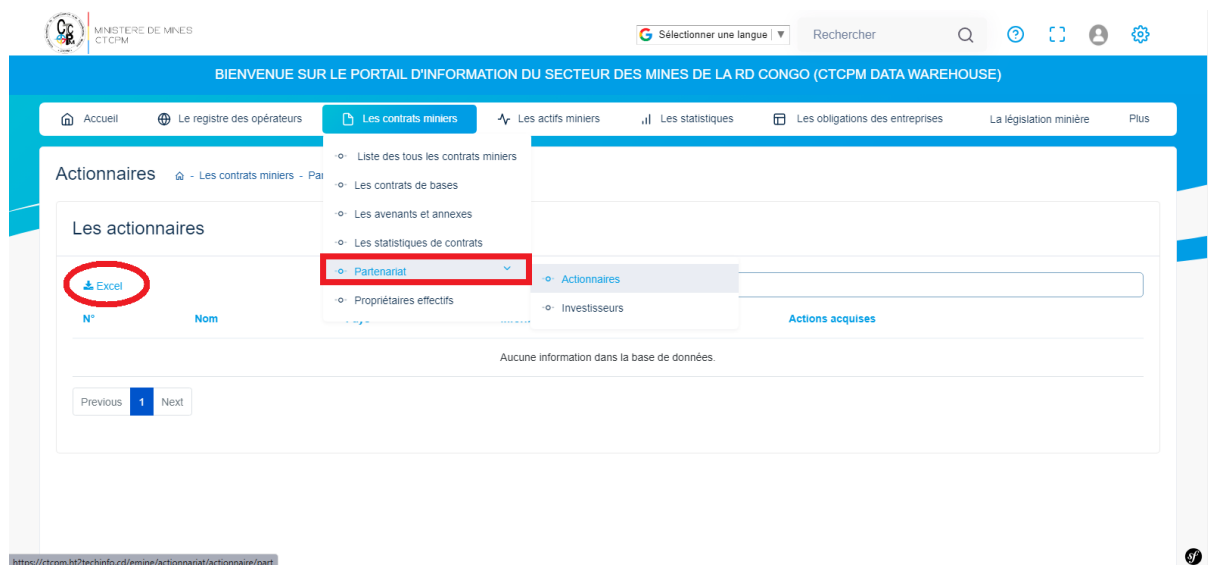 MINISTERE DE MINES
CTCPM
Sélectionner une langue ▼
Rechercher
BIENVENUE SUR LE PORTAIL D'INFORMATION DU SECTEUR DES MINES DE LA RD CONGO (CTCPM DATA WAREHOUSE)
Accueil Le registre des opérateurs Les contrats miniers Les actifs miniers Les statistiques Les obligations des entreprises La législation minière Plus
Liste des tous les contrats miniers
Actionnaires - Les contrats miniers -
Les contrats de bases
Les avenants et annexes
Les actionnaires
Les statistiques de contrats
Partenariat
Actionnaires
Excel
Propriétaires effectifs
Investisseurs
N° Nom Actions acquises
Aucune information dans la base de données.
Previous 1 Next
https://ctcpm.ht2techinfo.cd/emine/actionnariat/actionnaire/part
sf